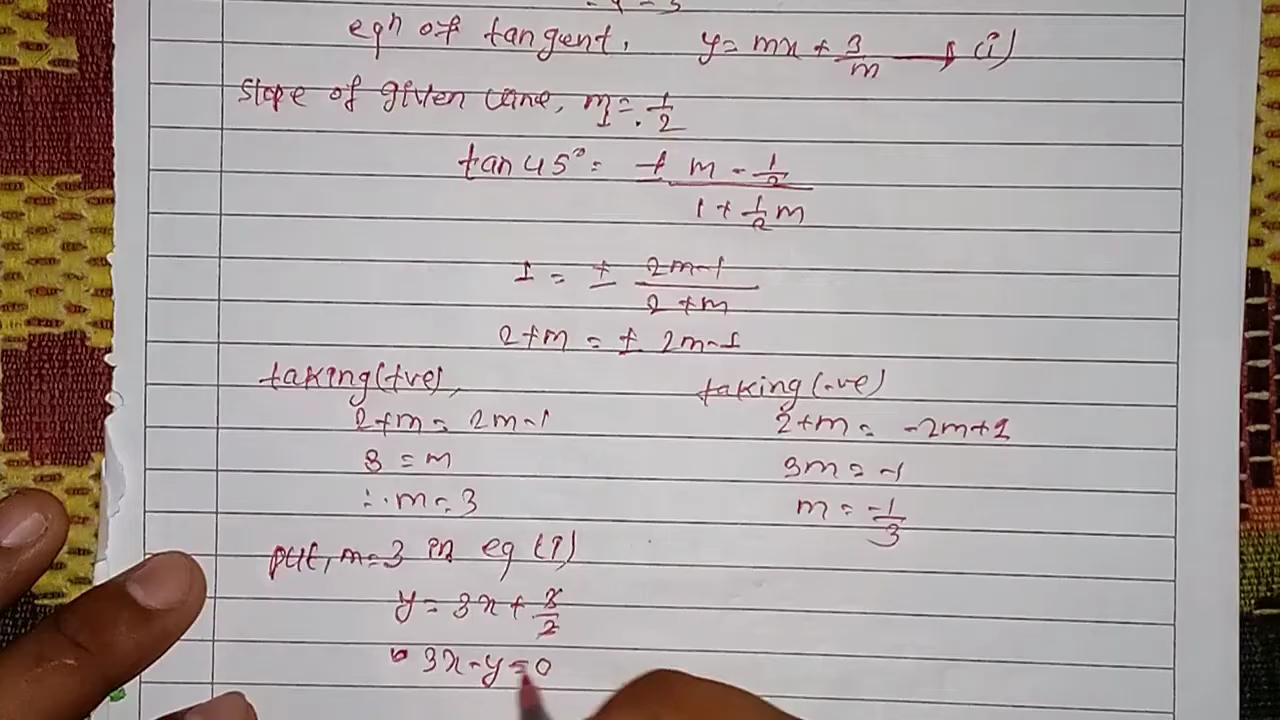 eqn of tangent, y = mx + 3/m → (i)
slope of given line, m1 = 1/2
tan 45° = ± m - 1/2 / 1 + 1/2 m
1 = ± 2m-1 / 2+m
2+m = ± 2m-1
taking (+ve), taking (-ve)
2+m = 2m-1 2+m = -2m+1
3 = m 3m = -1
∴ m = 3 m = -1/3
put, m=3 in eq (i)
y = 3x +
3x - y = 0